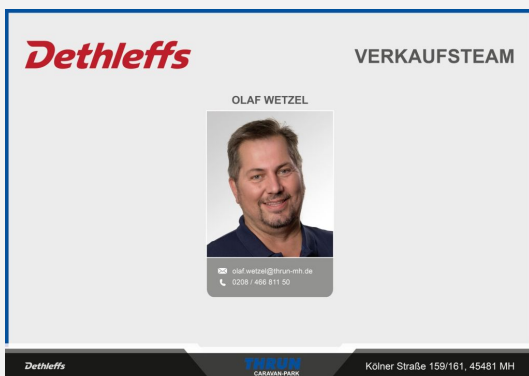 Dethleffs
VERKAUFSTEAM
OLAF WETZEL
olaf.wetzel@thrun-mh.de
0208 / 466 811 50
Dethleffs
THRUN
CARAVAN-PARK
Kölner Straße 159/161, 45481 MH